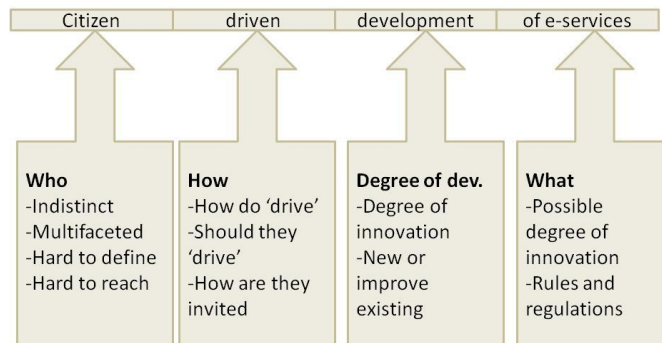 Citizen
driven
development
of e-services
Who
-Indistinct
-Multifaceted
-Hard to define
-Hard to reach
How
-How do ‘drive’
-Should they
‘drive’
-How are they
invited
Degree of dev.
-Degree of
innovation
-New or
improve
existing
What
-Possible
degree of
innovation
-Rules and
regulations